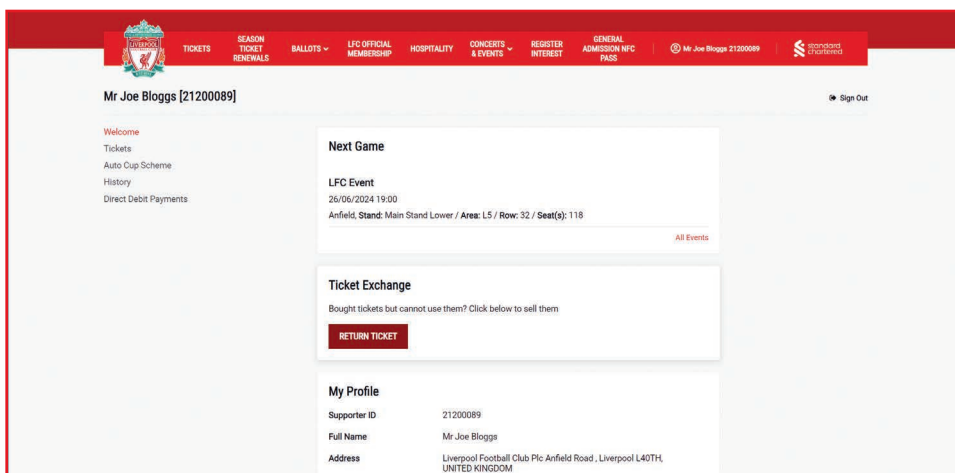 LIVERPOOL
TICKETS
SEASON
TICKET
RENEWALS
BALLOTS
LFC OFFICIAL
MEMBERSHIP
HOSPITALITY
CONCERTS
& EVENTS
REGISTER
INTEREST
GENERAL
ADMISSION NFC
PASS
Mr Joe Bloggs 21200089
standard
chartered
Mr Joe Bloggs [21200089]
Sign Out
Welcome
Tickets
Auto Cup Scheme
History
Direct Debit Payments
Next Game
LFC Event
26/06/2024 19:00
Anfield, Stand: Main Stand Lower / Area: L5 / Row: 32 / Seat(s): 118
All Events
Ticket Exchange
Bought tickets but cannot use them? Click below to sell them
RETURN TICKET
My Profile
Supporter ID 21200089
Full Name Mr Joe Bloggs
Address Liverpool Football Club Plc Anfield Road , Liverpool L40TH,
UNITED KINGDOM